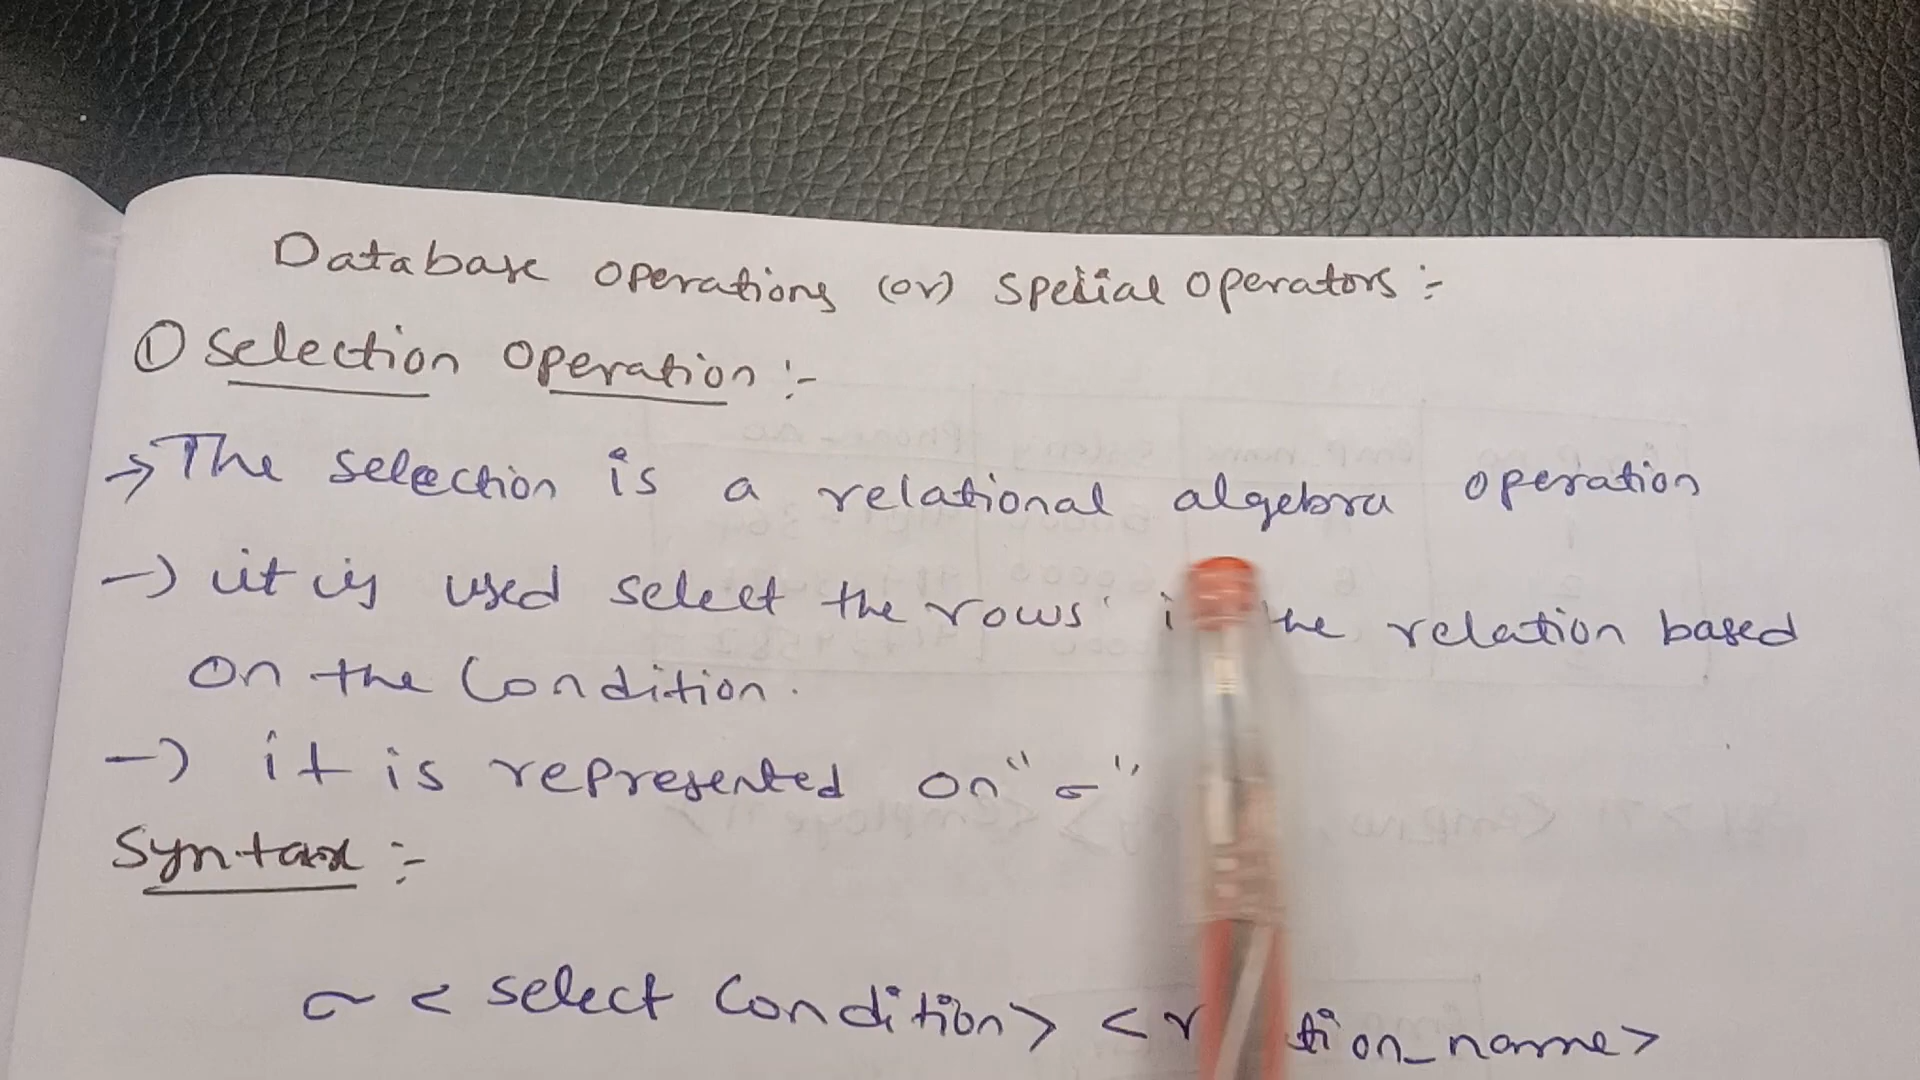 Database operations (or) special operators :-
① Selection operation :-
→ The selection is a relational algebra operation
→ it is used select the rows the relation based
on the condition.
→ it is represented on "σ"
Syntax :-
σ < select condition> < tion_name>